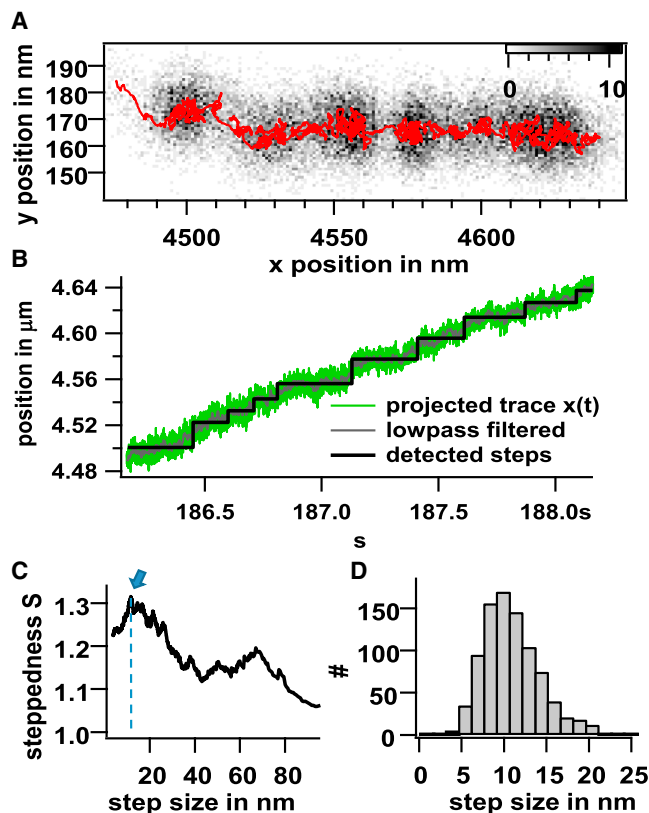 A
y position in nm
190
180
170
160
150
0 10
4500 4550 4600
x position in nm
B
position in μm
4.64
4.60
4.56
4.52
4.48
projected trace x(t)
lowpass filtered
detected steps
186.5 187.0 187.5 188.0s
s
C
steppedness S
1.3
1.2
1.1
1.0
20 40 60 80
step size in nm
D
#
150
100
50
0
0 5 10 15 20 25
step size in nm